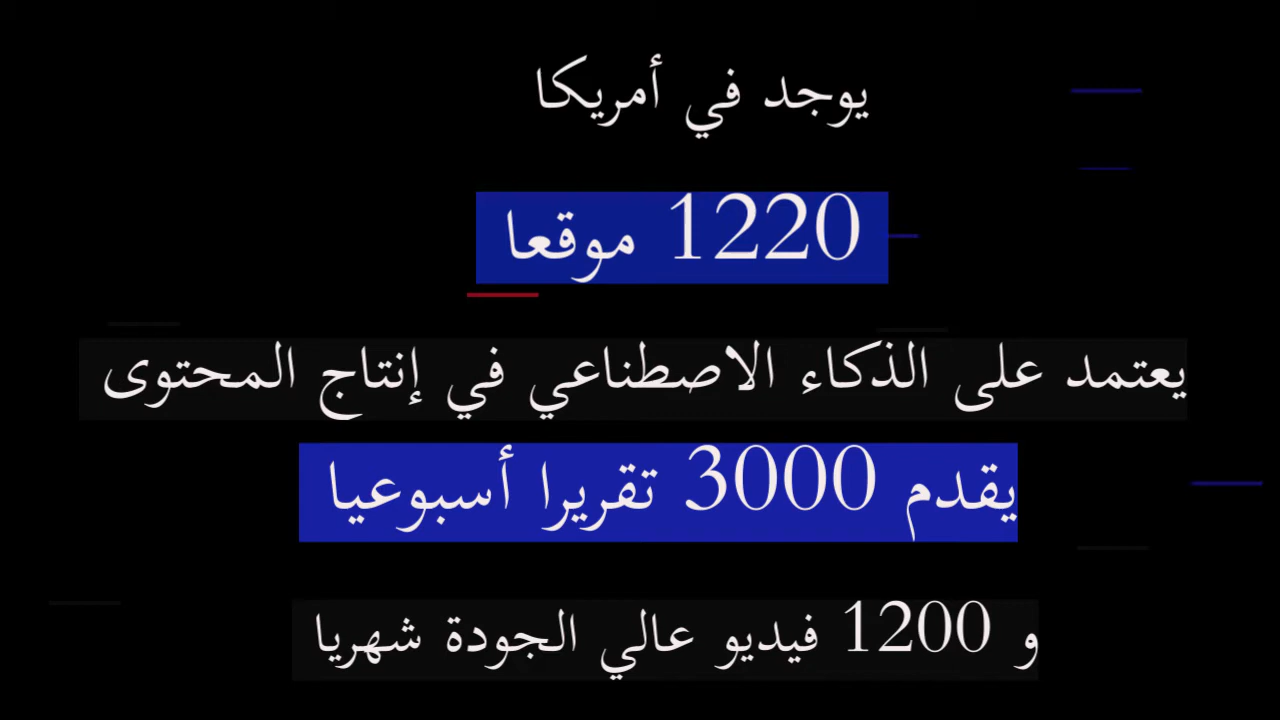 يوجد في أمريكا
1220 موقعا
يعتمد على الذكاء الاصطناعي في إنتاج المحتوى
يقدم 3000 تقريرا أسبوعيا
و 1200 فيديو عالي الجودة شهريا